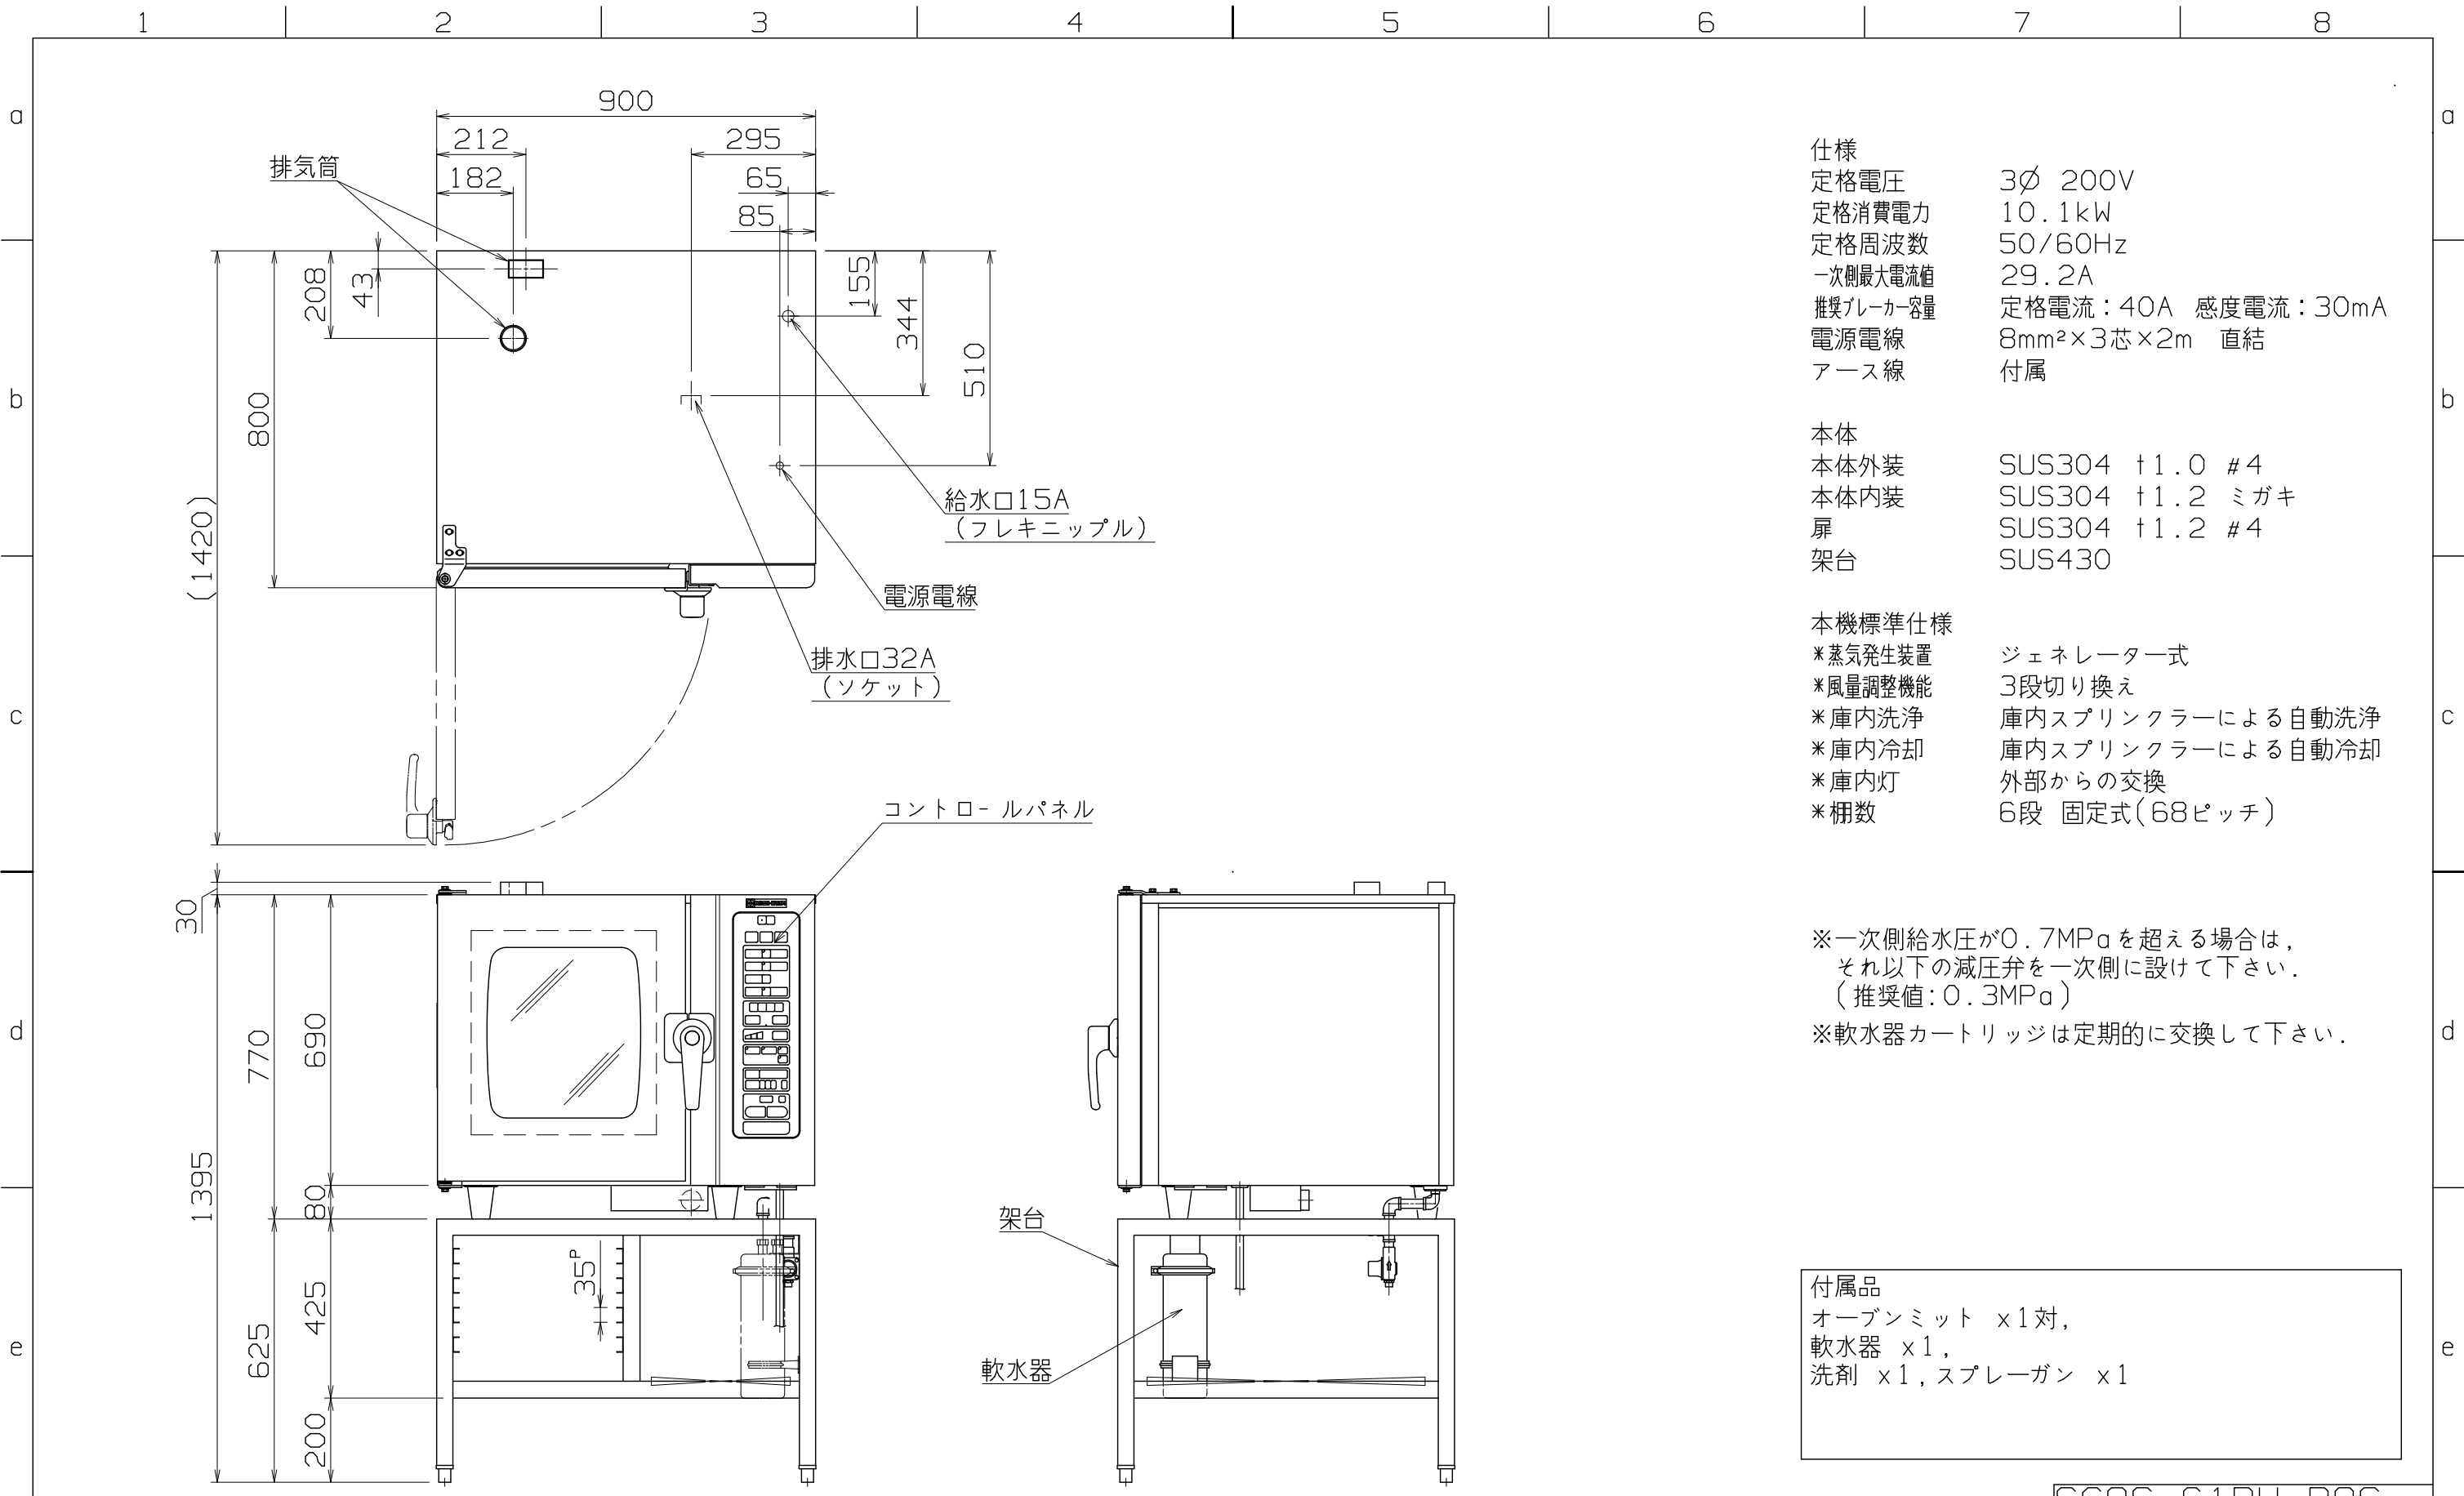 1 2 3 4 5 6 7 8
a a
900
212 295
排気筒
182 65
85
208 43 155
344
510
b b
800
(1420)
給水口15A
(フレキニップル)
電源電線
排水口32A
(ソケット)
c c
コントロ-ルパネル
仕様
定格電圧 3Ø 200V
定格消費電力 10.1kW
定格周波数 50/60Hz
一次側最大電流値 29.2A
推奨ブレーカー容量 定格電流：40A 感度電流：30mA
電源電線 8mm²×3芯×2m 直結
アース線 付属
本体
本体外装 SUS304 t1.0 #4
本体内装 SUS304 t1.2 ミガキ
扉 SUS304 t1.2 #4
架台 SUS430
本機標準仕様
*蒸気発生装置 ジェネレーター式
*風量調整機能 3段切り換え
*庫内洗浄 庫内スプリンクラーによる自動洗浄
*庫内冷却 庫内スプリンクラーによる自動冷却
*庫内灯 外部からの交換
*棚数 6段 固定式(68ピッチ)
30
※一次側給水圧が0.7MPaを超える場合は,
それ以下の減圧弁を一次側に設けて下さい.
(推奨値:0.3MPa)
※軟水器カートリッジは定期的に交換して下さい.
d d
770 690
1395
80
架台
35P
425
625
軟水器
200
e e
付属品
オーブンミット x1対,
軟水器 x1,
洗剤 x1,スプレーガン x1